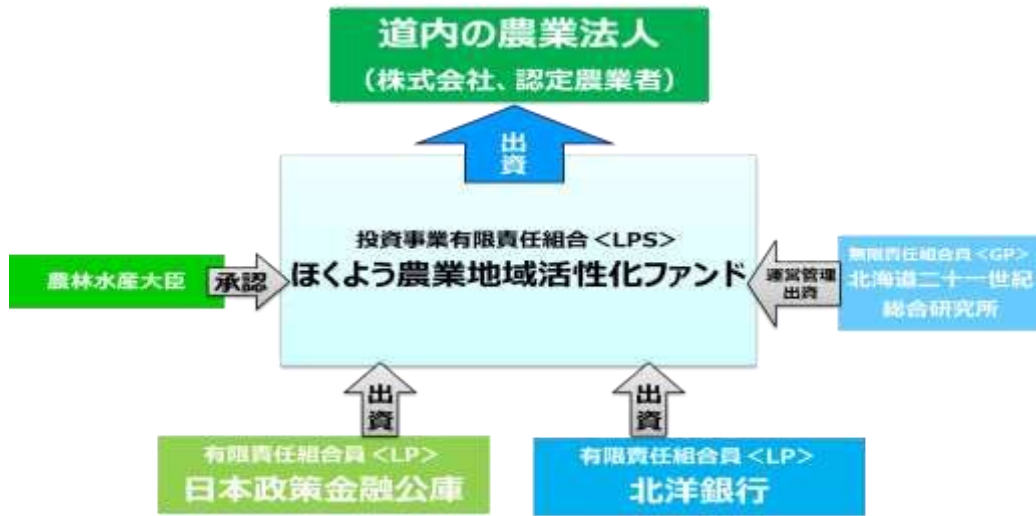 道内の農業法人
（株式会社、認定農業者）
出
資
投資事業有限責任組合<LPS>
ほくよう農業地域活性化ファンド
農林水産大臣
承認
運営管理
出資
無限責任組合員<GP>
北海道二十一世紀
総合研究所
出
資
出
資
有限責任組合員<LP>
日本政策金融公庫
有限責任組合員<LP>
北洋銀行